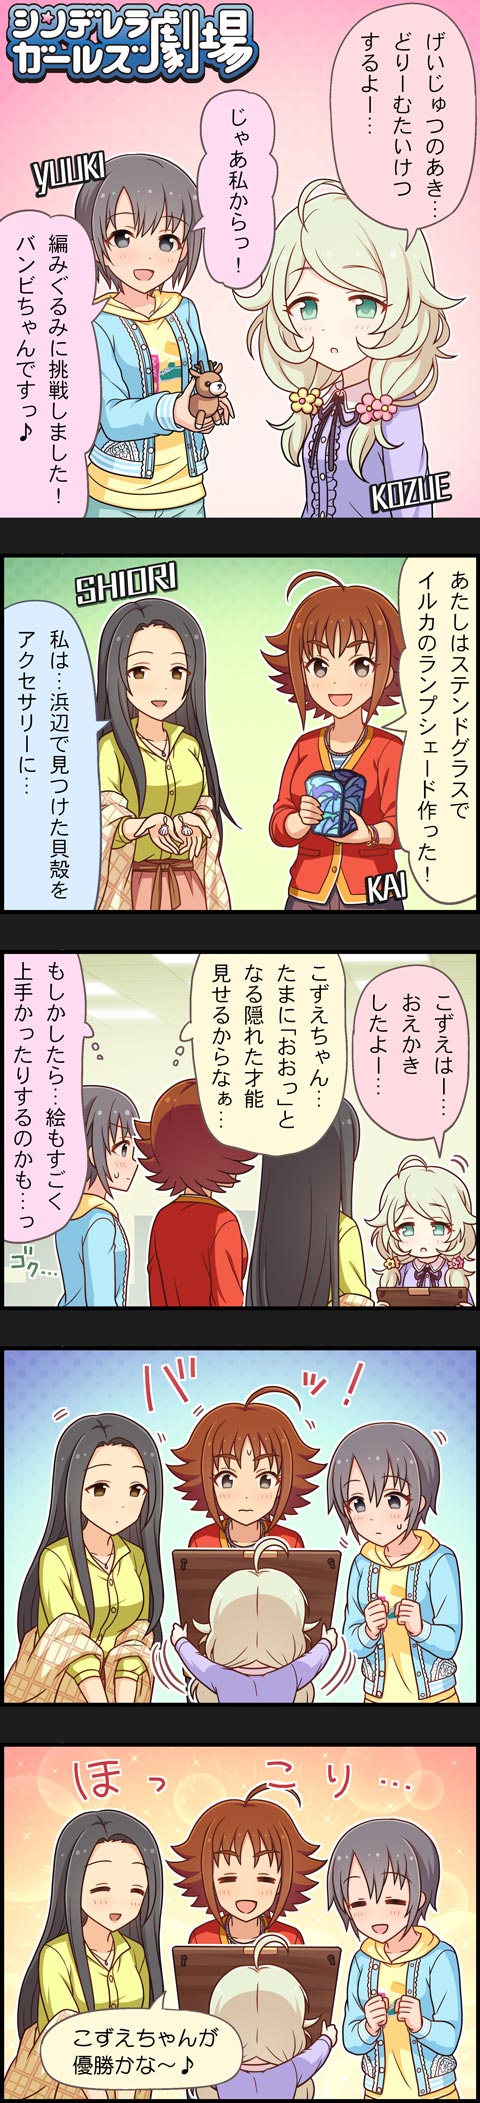 シンデレラ
ガールズ劇場
げいじゅつのあき…
どりーむたいけつ
するよー…
じゃあ私からっ！
YUUKI
編みぐるみに挑戦しました！
バンビちゃんですっ♪
KOZUE
あたしはステンドグラスで
イルカのランプシェード作った！
SHIORI
私は…浜辺で見つけた貝殻を
アクセサリーに…
KAI
こずえはー…
おえかき
したよー…
こずえちゃん…
たまに「おおっ」と
なる隠れた才能
見せるからなぁ…
もしかしたら…絵もすごく
上手かったりするのかも…っ
ゴク…
バッ！
ほっこり…
こずえちゃんが
優勝かな～♪